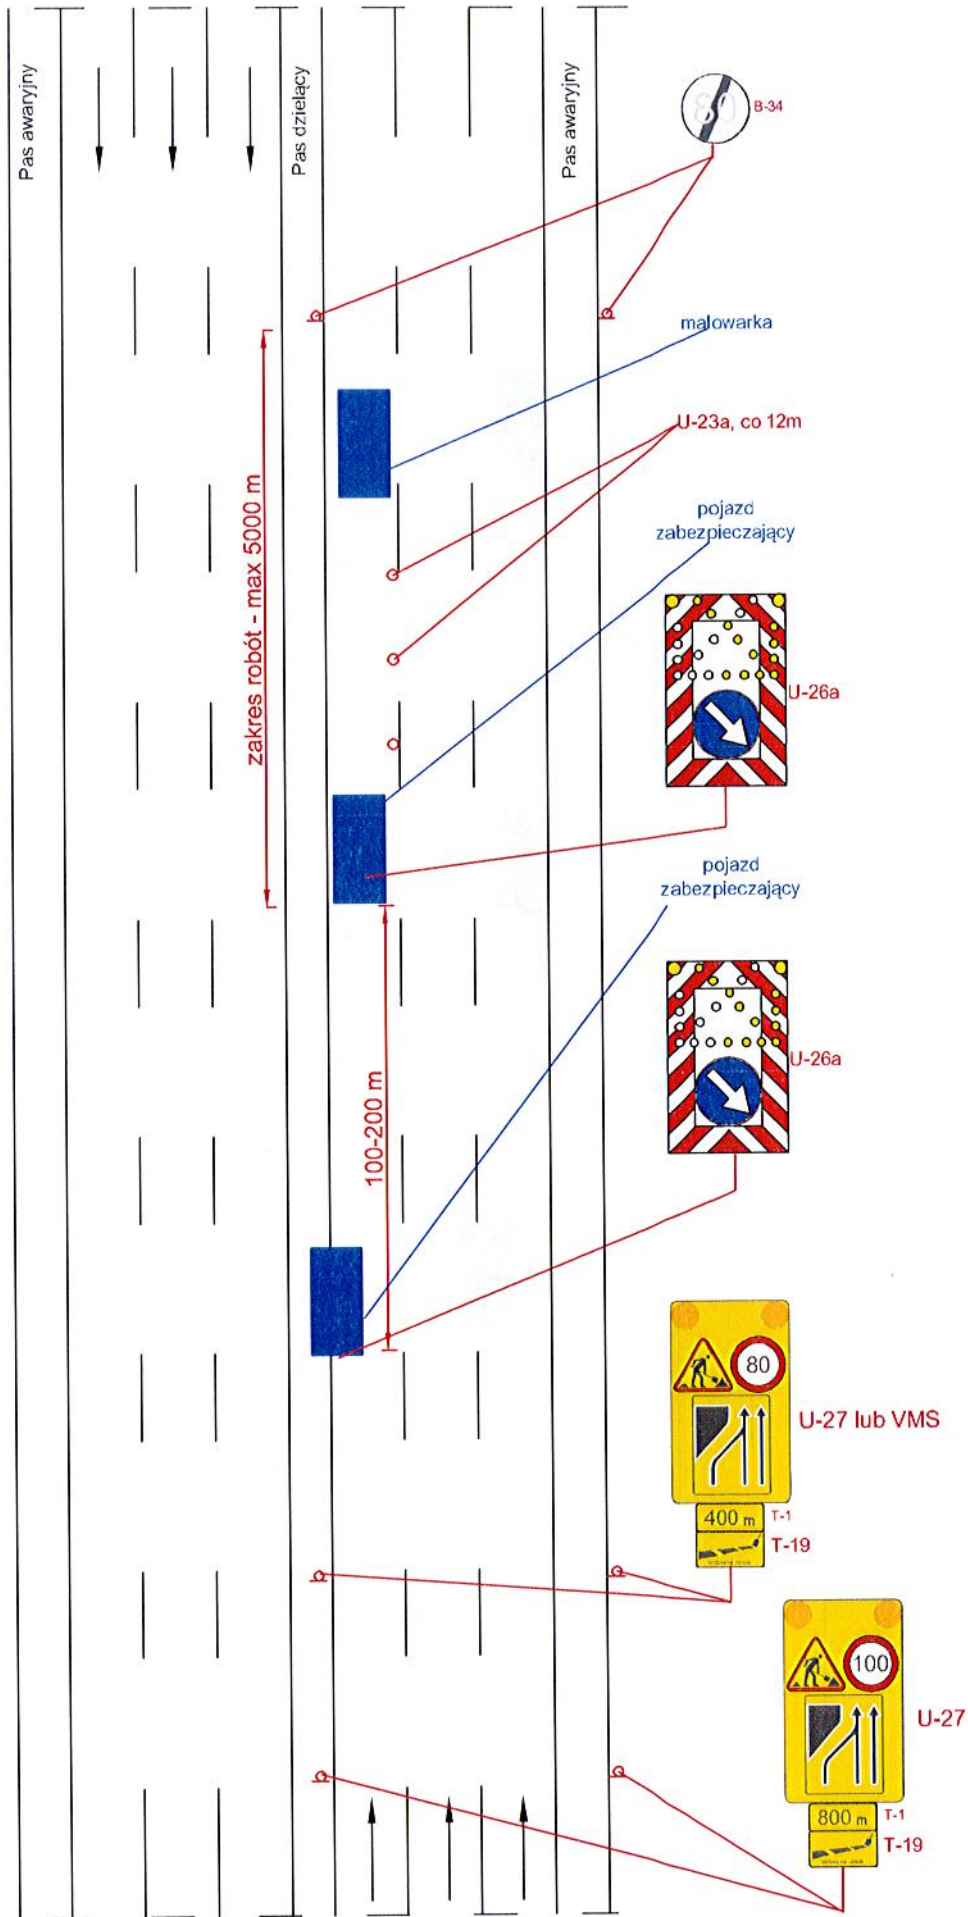 Pas awaryjny
Pas dzielący
Pas awaryjny
80
B-34
malowarka
U-23a, co 12m
pojazd
zabezpieczający
zakres robót - max 5000 m
U-26a
pojazd
zabezpieczający
U-26a
100-200 m
80
U-27 lub VMS
400 m
T-1
T-19
100
U-27
800 m
T-1
T-19